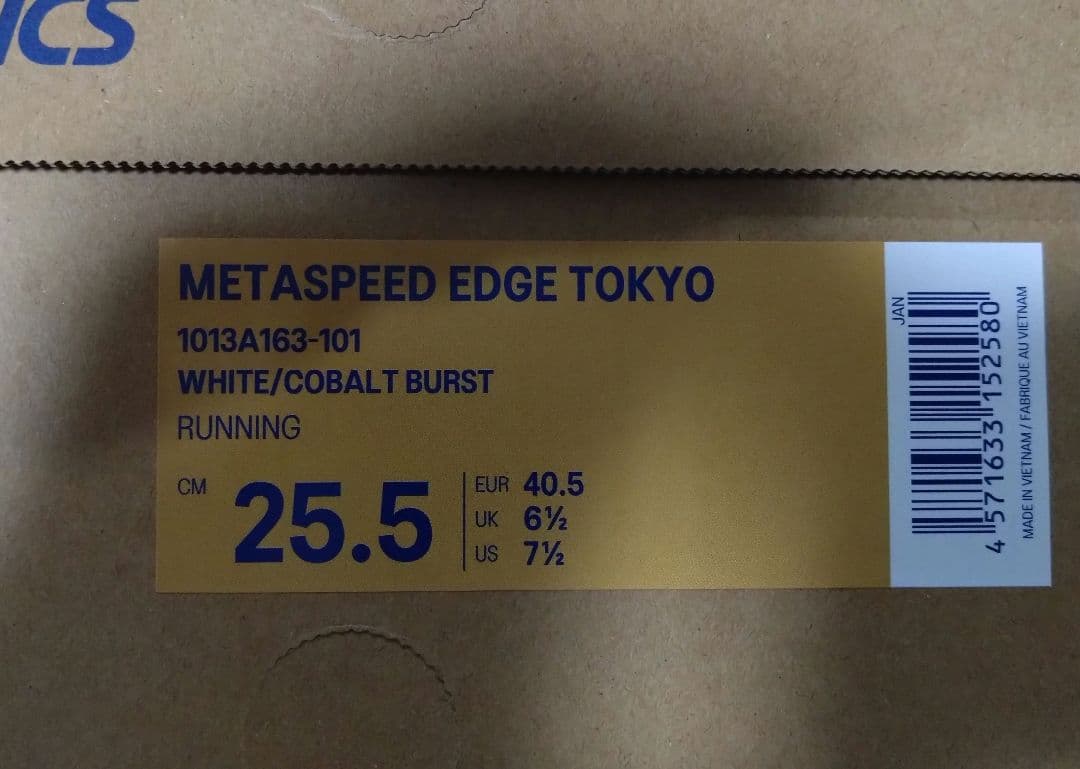 ICS
METASPEED EDGE TOKYO
1013A163-101
WHITE/COBALT BURST
RUNNING
CM 25.5
EUR 40.5
UK 6½
US 7½
JAN
4 571633 152580
MADE IN VIETNAM / FABRIQUE AU VIETNAM